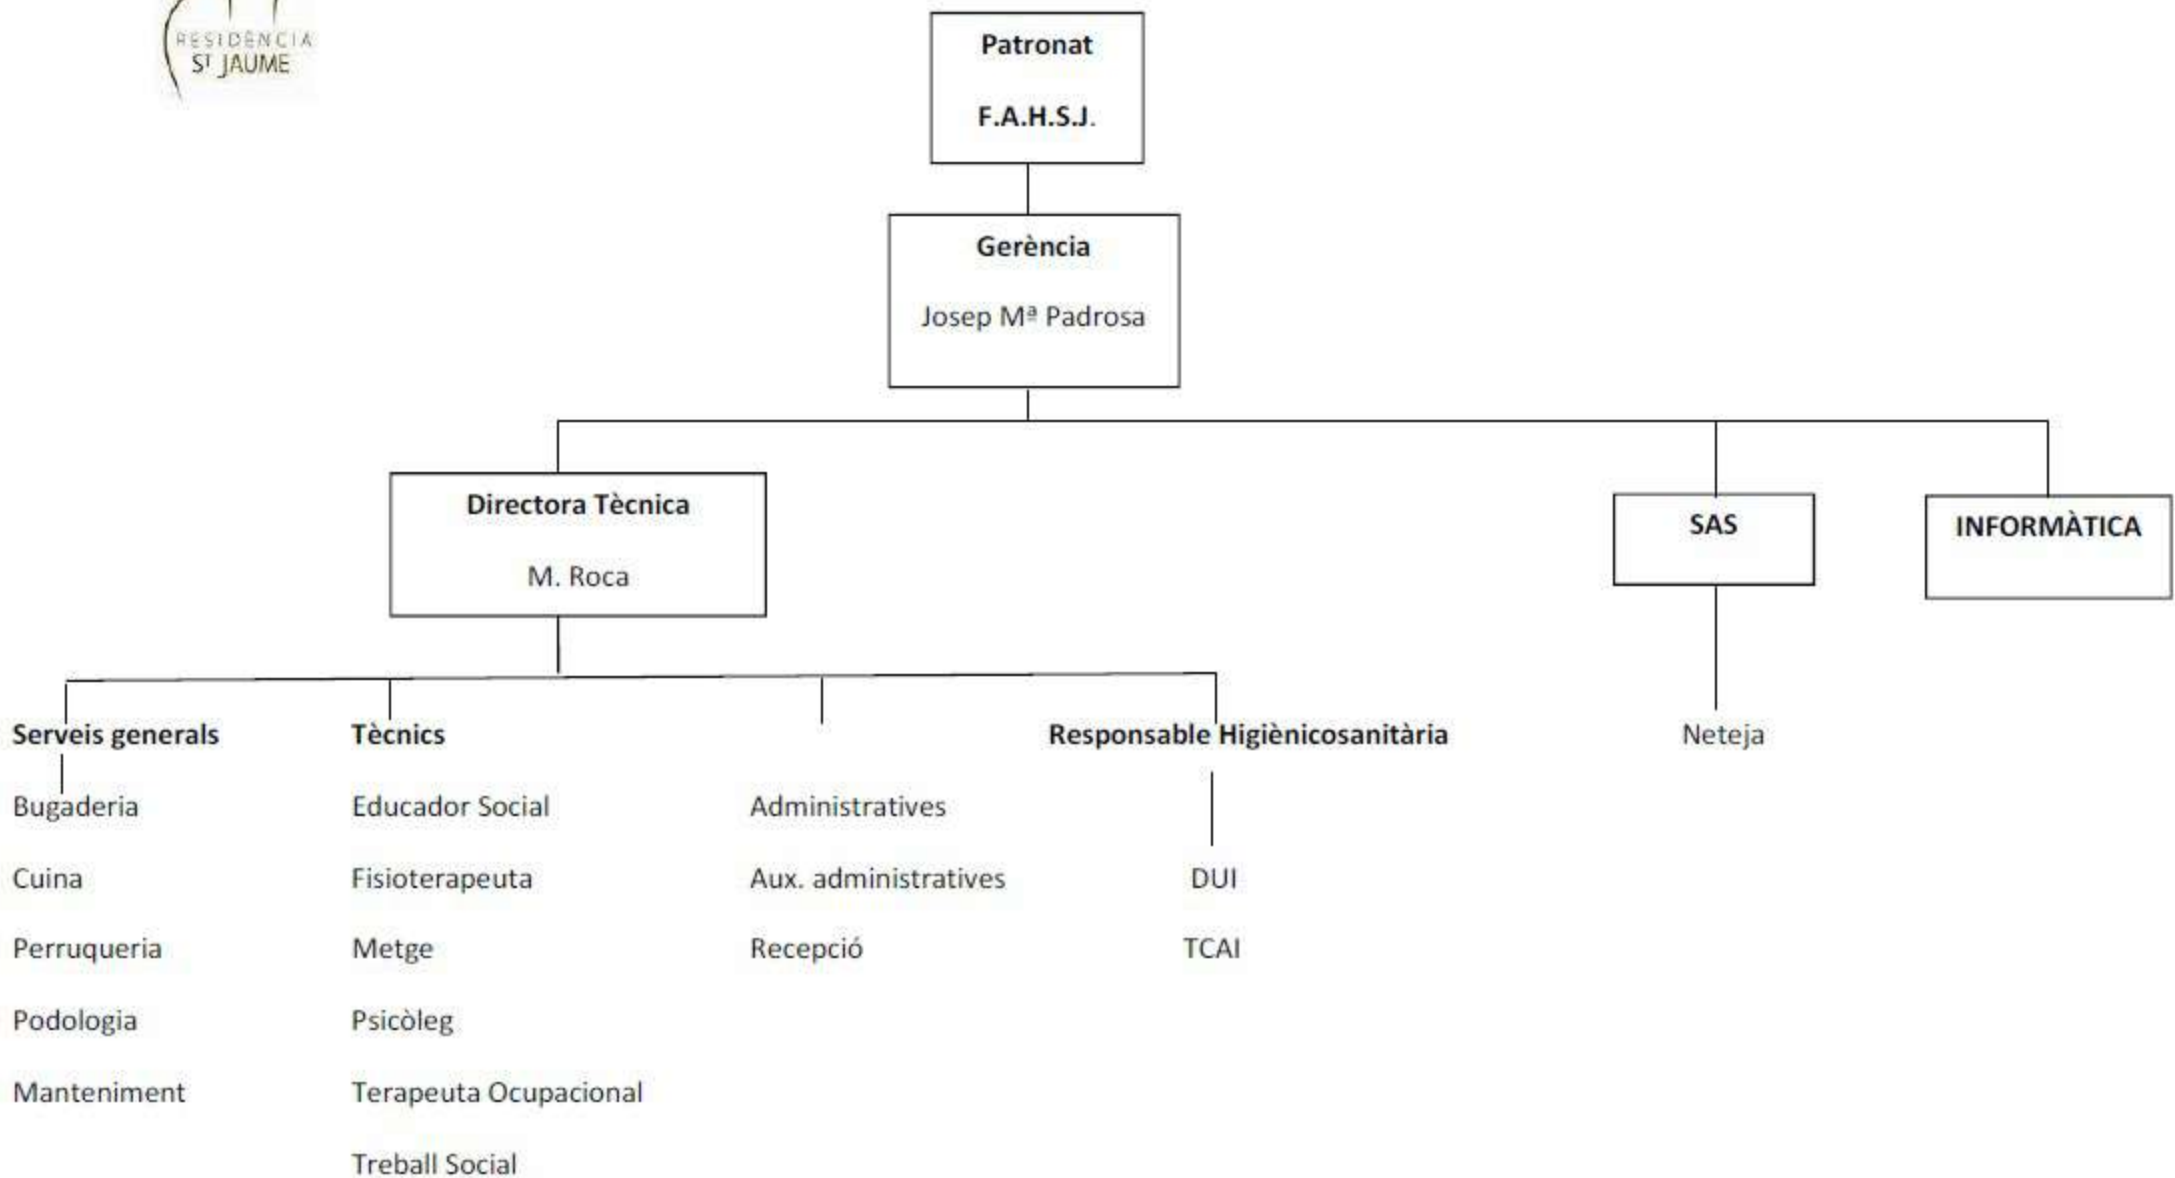 RESIDÈNCIA
ST JAUME
Patronat
F.A.H.S.J.
Gerència
Josep Mª Padrosa
Directora Tècnica
M. Roca
SAS
INFORMÀTICA
Serveis generals
Tècnics
Responsable Higiènicosanitària
Neteja
Bugaderia
Educador Social
Administratives
Cuina
Fisioterapeuta
Aux. administratives
DUI
Perruqueria
Metge
Recepció
TCAI
Podologia
Psicòleg
Manteniment
Terapeuta Ocupacional
Treball Social